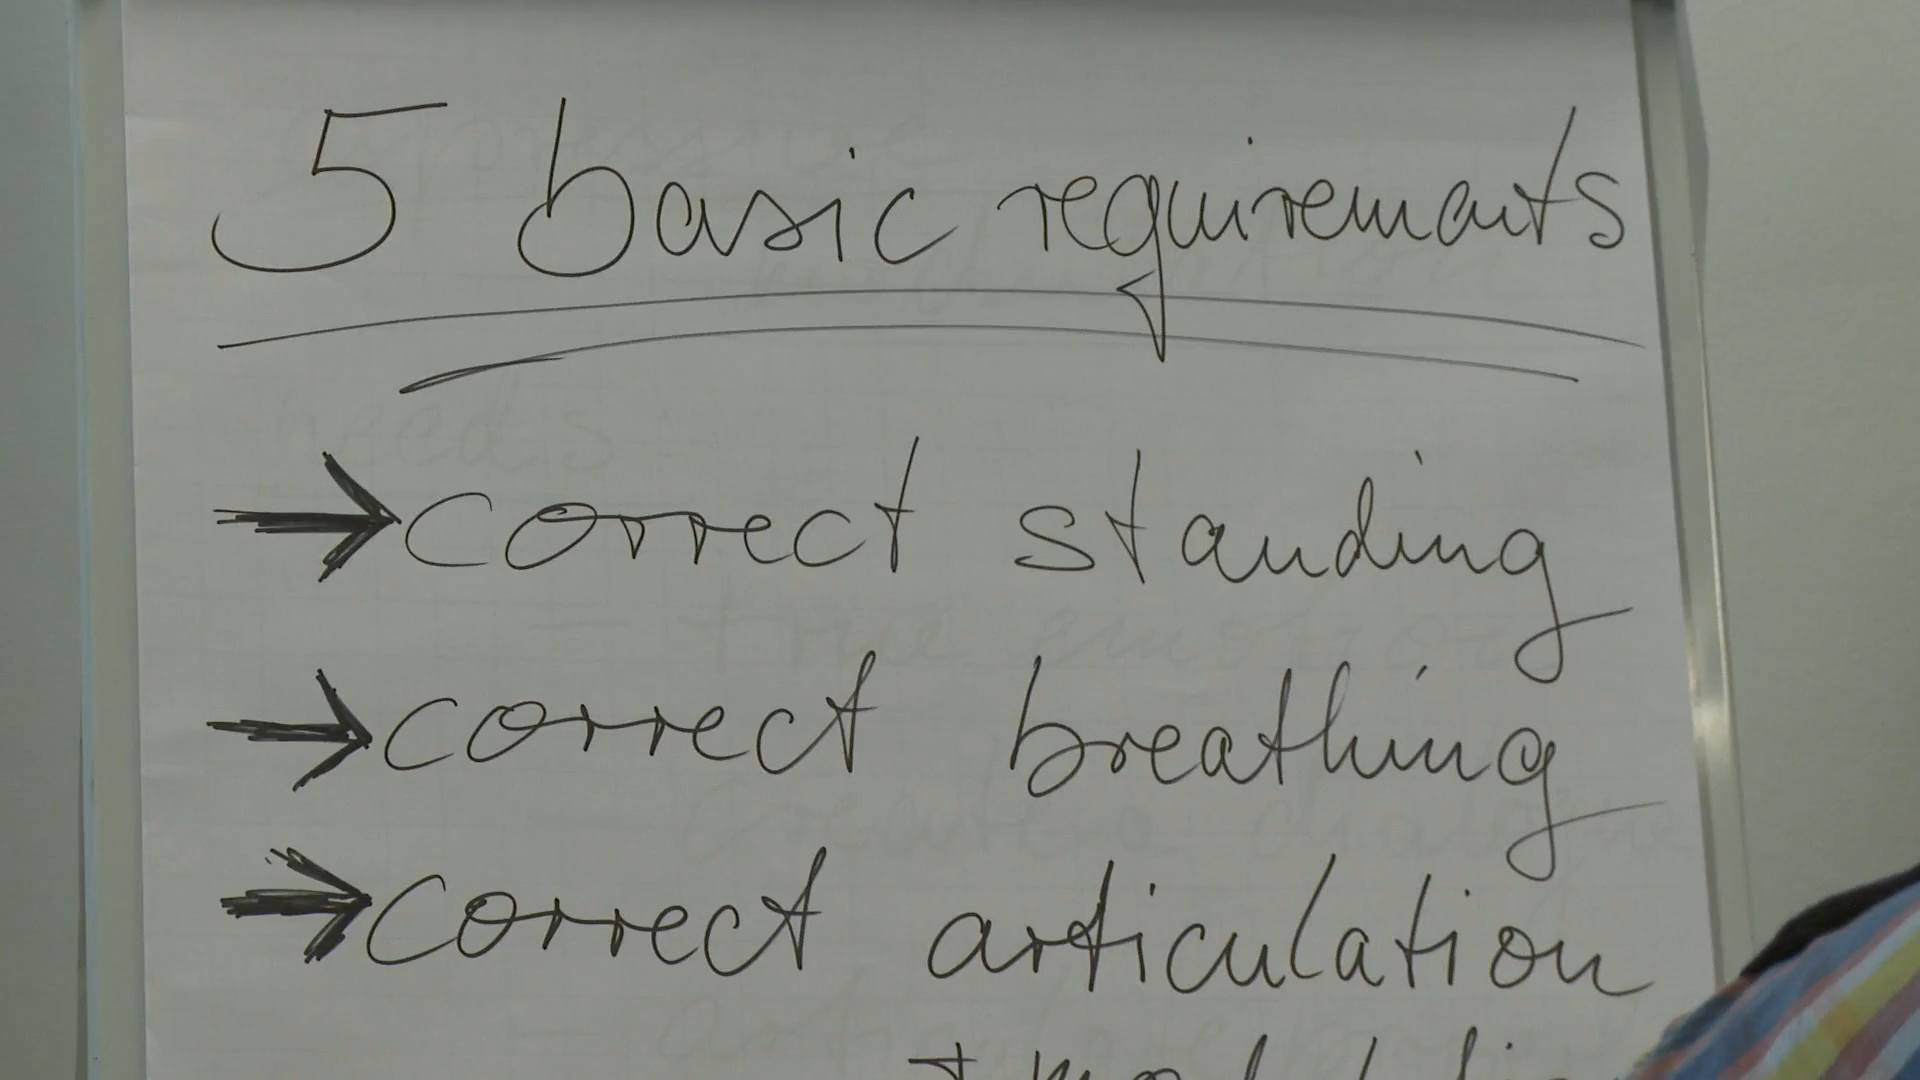 5 basic requirements
→ correct standing
→ correct breathing
→ correct articulation